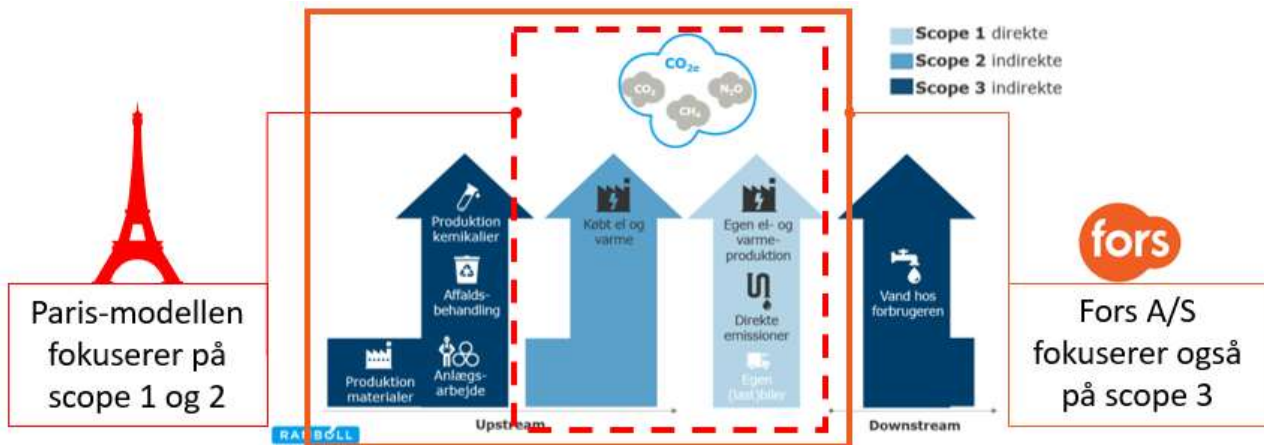 Scope 1 direkte
Scope 2 indirekte
Scope 3 indirekte
CO2e
CO2
N2O
CH4
Produktion
kemikalier
Affalds-
behandling
Anlægs-
arbejde
Produktion
materialer
Købt el og
varme
Egen el- og
varme-
produktion
Direkte
emissioner
Egen
(last)biler
Vand hos
forbrugeren
Upstream
Downstream
RAMBOLL
Paris-modellen
fokuserer på
scope 1 og 2
fors
Fors A/S
fokuserer også
på scope 3